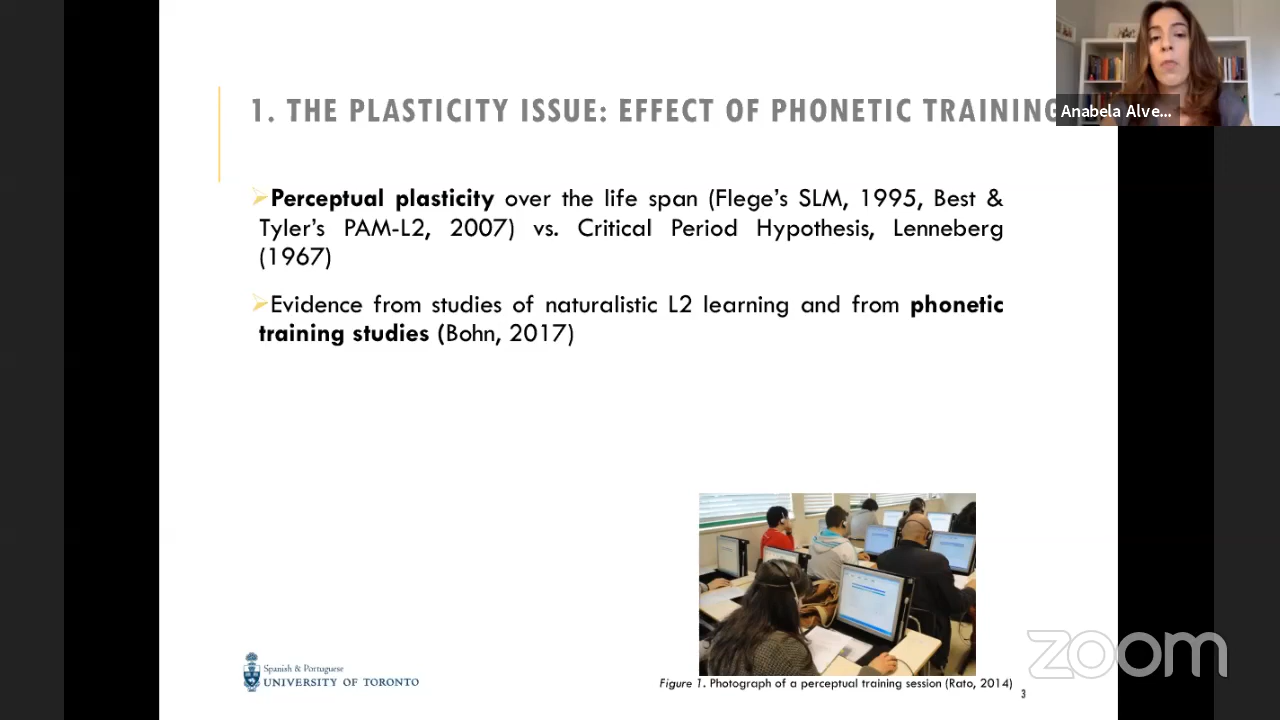 1. THE PLASTICITY ISSUE: EFFECT OF PHONETIC TRAINING
Anabela Alve...
➢Perceptual plasticity over the life span (Flege's SLM, 1995, Best &
Tyler's PAM-L2, 2007) vs. Critical Period Hypothesis, Lenneberg
(1967)
➢Evidence from studies of naturalistic L2 learning and from phonetic
training studies (Bohn, 2017)
Spanish & Portuguese
UNIVERSITY OF TORONTO
Figure 1. Photograph of a perceptual training session (Rato, 2014)
3
zoom